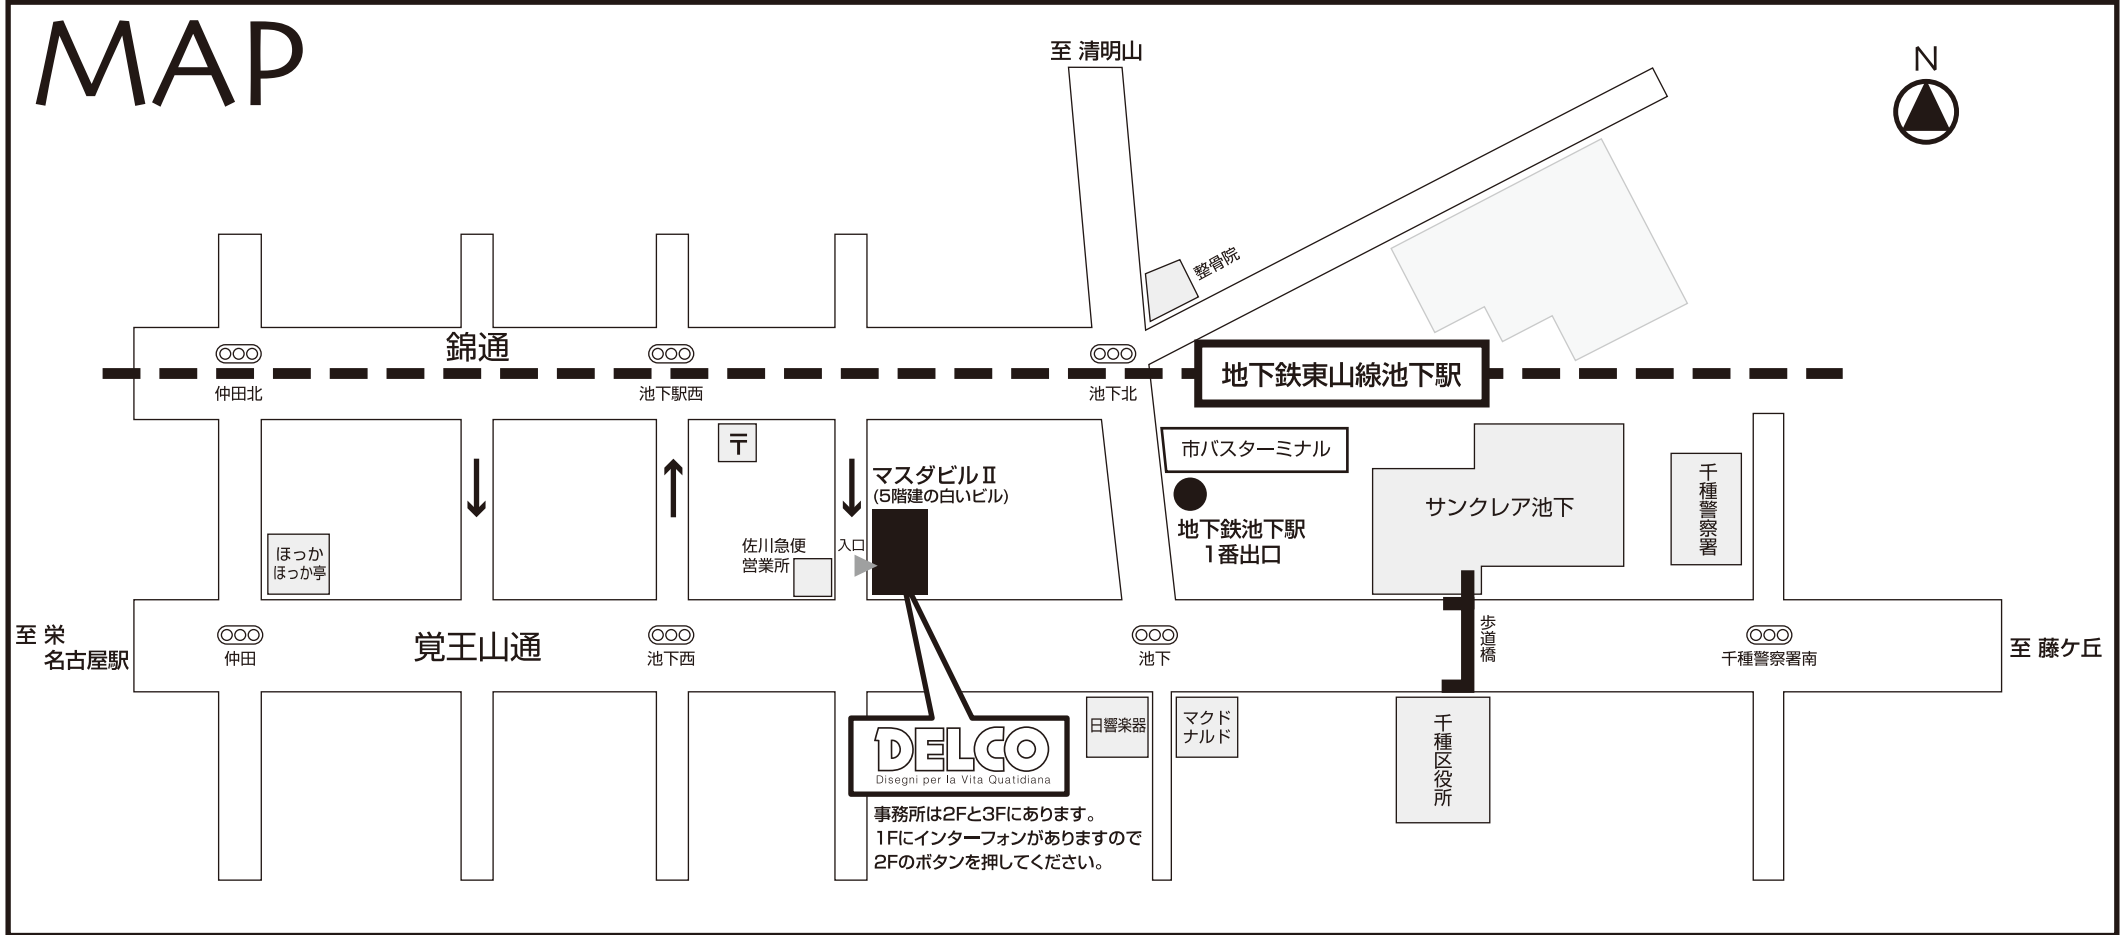 MAP
至 清明山
N
整骨院
錦通
地下鉄東山線池下駅
仲田北
池下駅西
池下北
〒
市バスターミナル
マスダビルⅡ
(5階建の白いビル)
サンクレア池下
千種警察署
地下鉄池下駅
1番出口
佐川急便
営業所
入口
ほっか
ほっか亭
至 栄
名古屋駅
覚王山通
仲田
池下西
池下
歩道橋
千種警察署南
至 藤ケ丘
日響楽器
マクド
ナルド
千種区役所
DELCO
Disegni per la Vita Quatidiana
事務所は2Fと3Fにあります。
1Fにインターフォンがありますので
2Fのボタンを押してください。